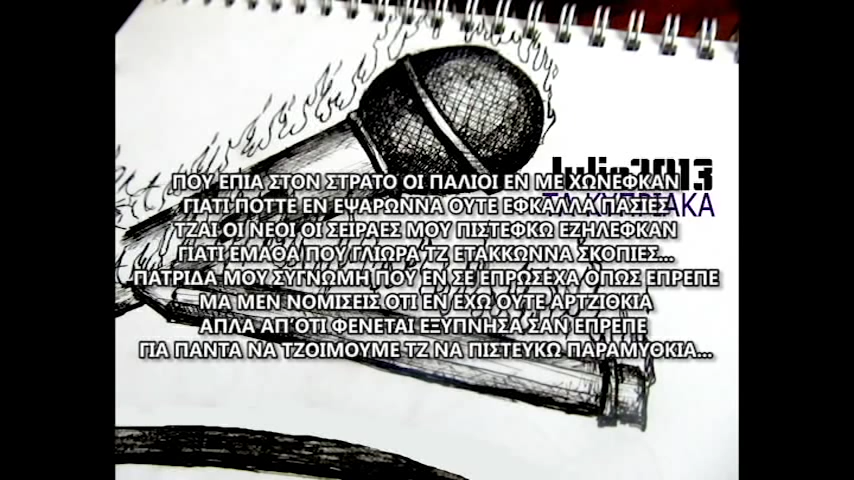 Julio2013
ΠΟΥ ΕΠΙΑ ΣΤΟΝ ΣΤΡΑΤΟ ΟΙ ΠΑΛΙΟΙ ΕΝ ΜΕ ΧΩΝΕΦΚΑΝ
ΓΙΑΤΙ ΠΟΤΤΕ ΕΝ ΕΨΑΡΩΝΝΑ ΟΥΤΕ ΕΦΚΑΛΛΑ ΠΑΣΙΕΣ
ΤΖΑΙ ΟΙ ΝΕΟΙ ΟΙ ΣΕΙΡΑΕΣ ΜΟΥ ΠΙΣΤΕΦΚΩ ΕΖΗΛΕΦΚΑΝ
ΓΙΑΤΙ ΕΜΑΘΑ ΠΟΥ ΓΛΙΩΡΑ ΤΖ ΕΤΑΚΚΩΝΝΑ ΣΚΟΠΙΕΣ...
ΠΑΤΡΙΔΑ ΜΟΥ ΣΥΓΝΩΜΗ ΠΟΥ ΕΝ ΣΕ ΕΠΡΟΣΕΧΑ ΟΠΩΣ ΕΠΡΕΠΕ
ΜΑ ΜΕΝ ΝΟΜΙΣΕΙΣ ΟΤΙ ΕΝ ΕΧΩ ΟΥΤΕ ΑΡΤΖΙΘΚΙΑ
ΑΠΛΑ ΑΠ΄ΟΤΙ ΦΕΝΕΤΑΙ ΕΞΥΠΝΗΣΑ ΣΑΝ ΕΠΡΕΠΕ
ΓΙΑ ΠΑΝΤΑ ΝΑ ΤΖΟΙΜΟΥΜΕ ΤΖ ΝΑ ΠΙΣΤΕΥΚΩ ΠΑΡΑΜΥΘΚΙΑ...